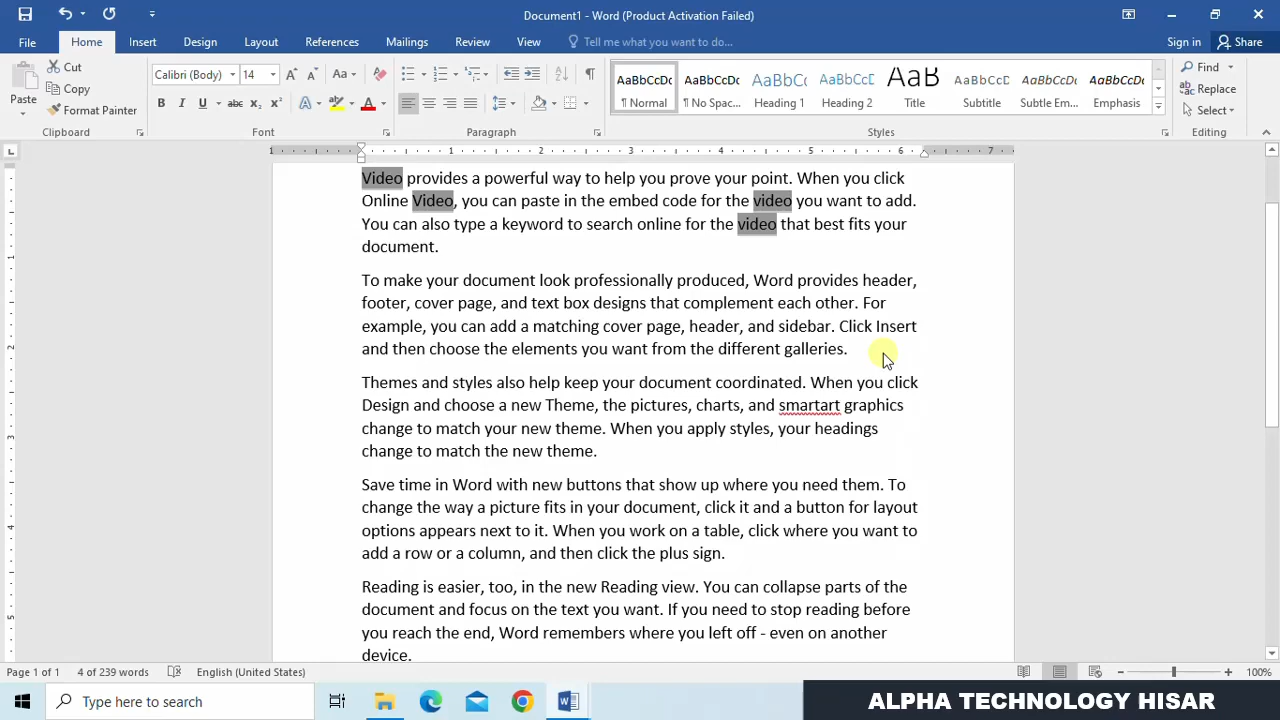 Document1 - Word (Product Activation Failed)
File Home Insert Design Layout References Mailings Review View Tell me what you want to do... Sign in Share
Paste
Cut
Copy
Format Painter
Clipboard
Calibri (Body) 14
Font
Paragraph
AaBbCcDc AaBbCcDc AaBbCc AaBbCcC AaB AaBbCcD AaBbCcDc AaBbCcDc
¶ Normal ¶ No Spac... Heading Heading 2 Title Subtitle Subtle Em... Emphasis
Styles
Find
Replace
Select
Editing
1 1 2 3 4 5 6 7
Video provides a powerful way to help you prove your point. When you click
Online Video, you can paste in the embed code for the video you want to add.
You can also type a keyword to search online for the video that best fits your
document.
To make your document look professionally produced, Word provides header,
footer, cover page, and text box designs that complement each other. For
example, you can add a matching cover page, header, and sidebar. Click Insert
and then choose the elements you want from the different galleries.
Themes and styles also help keep your document coordinated. When you click
Design and choose a new Theme, the pictures, charts, and smartart graphics
change to match your new theme. When you apply styles, your headings
change to match the new theme.
Save time in Word with new buttons that show up where you need them. To
change the way a picture fits in your document, click it and a button for layout
options appears next to it. When you work on a table, click where you want to
add a row or a column, and then click the plus sign.
Reading is easier, too, in the new Reading view. You can collapse parts of the
document and focus on the text you want. If you need to stop reading before
you reach the end, Word remembers where you left off - even on another
device.
Page 1 of 1 4 of 239 words English (United States) 100%
Type here to search
ALPHA TECHNOLOGY HISAR